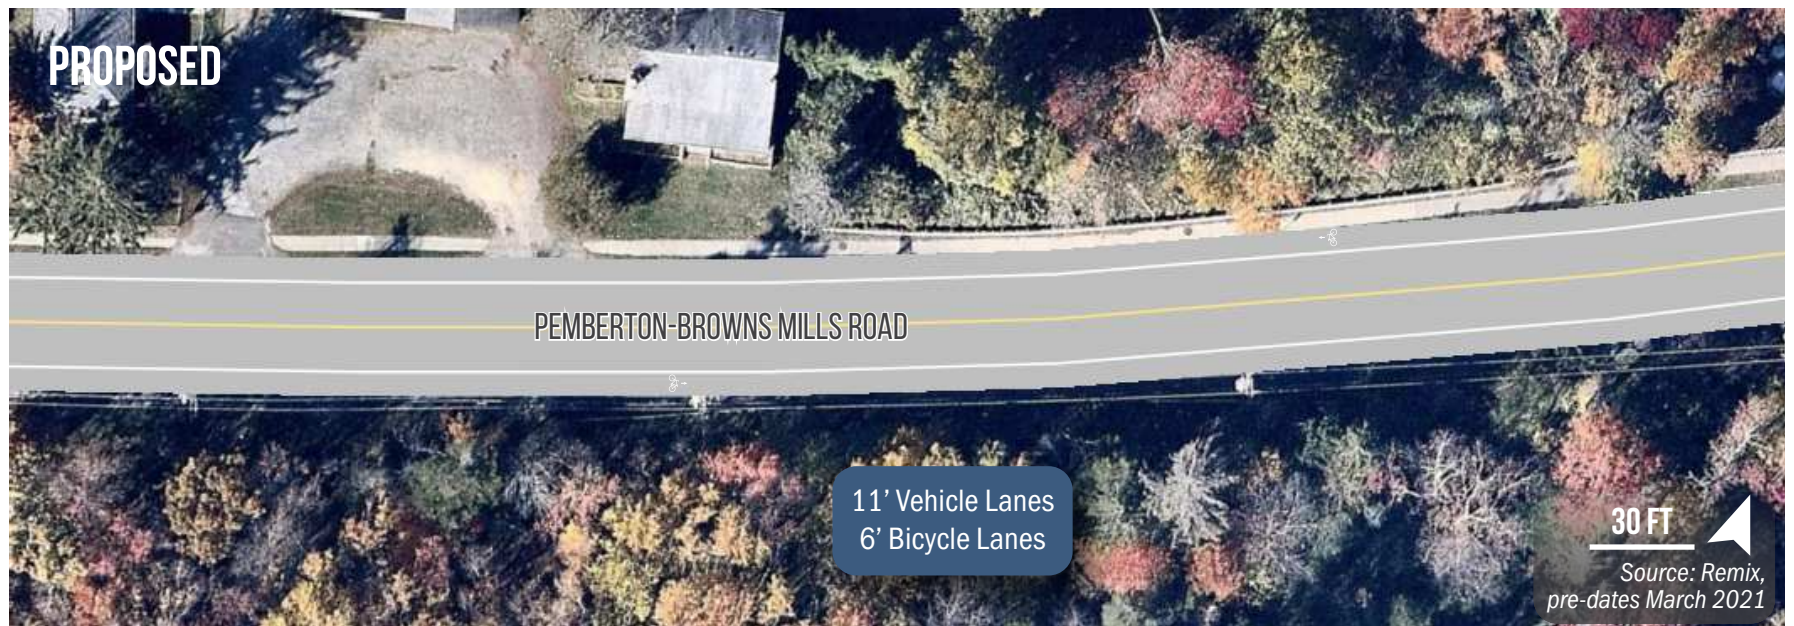 PROPOSED
PEMBERTON-BROWNS MILLS ROAD
11’ Vehicle Lanes
6’ Bicycle Lanes
30 FT
Source: Remix,
pre-dates March 2021